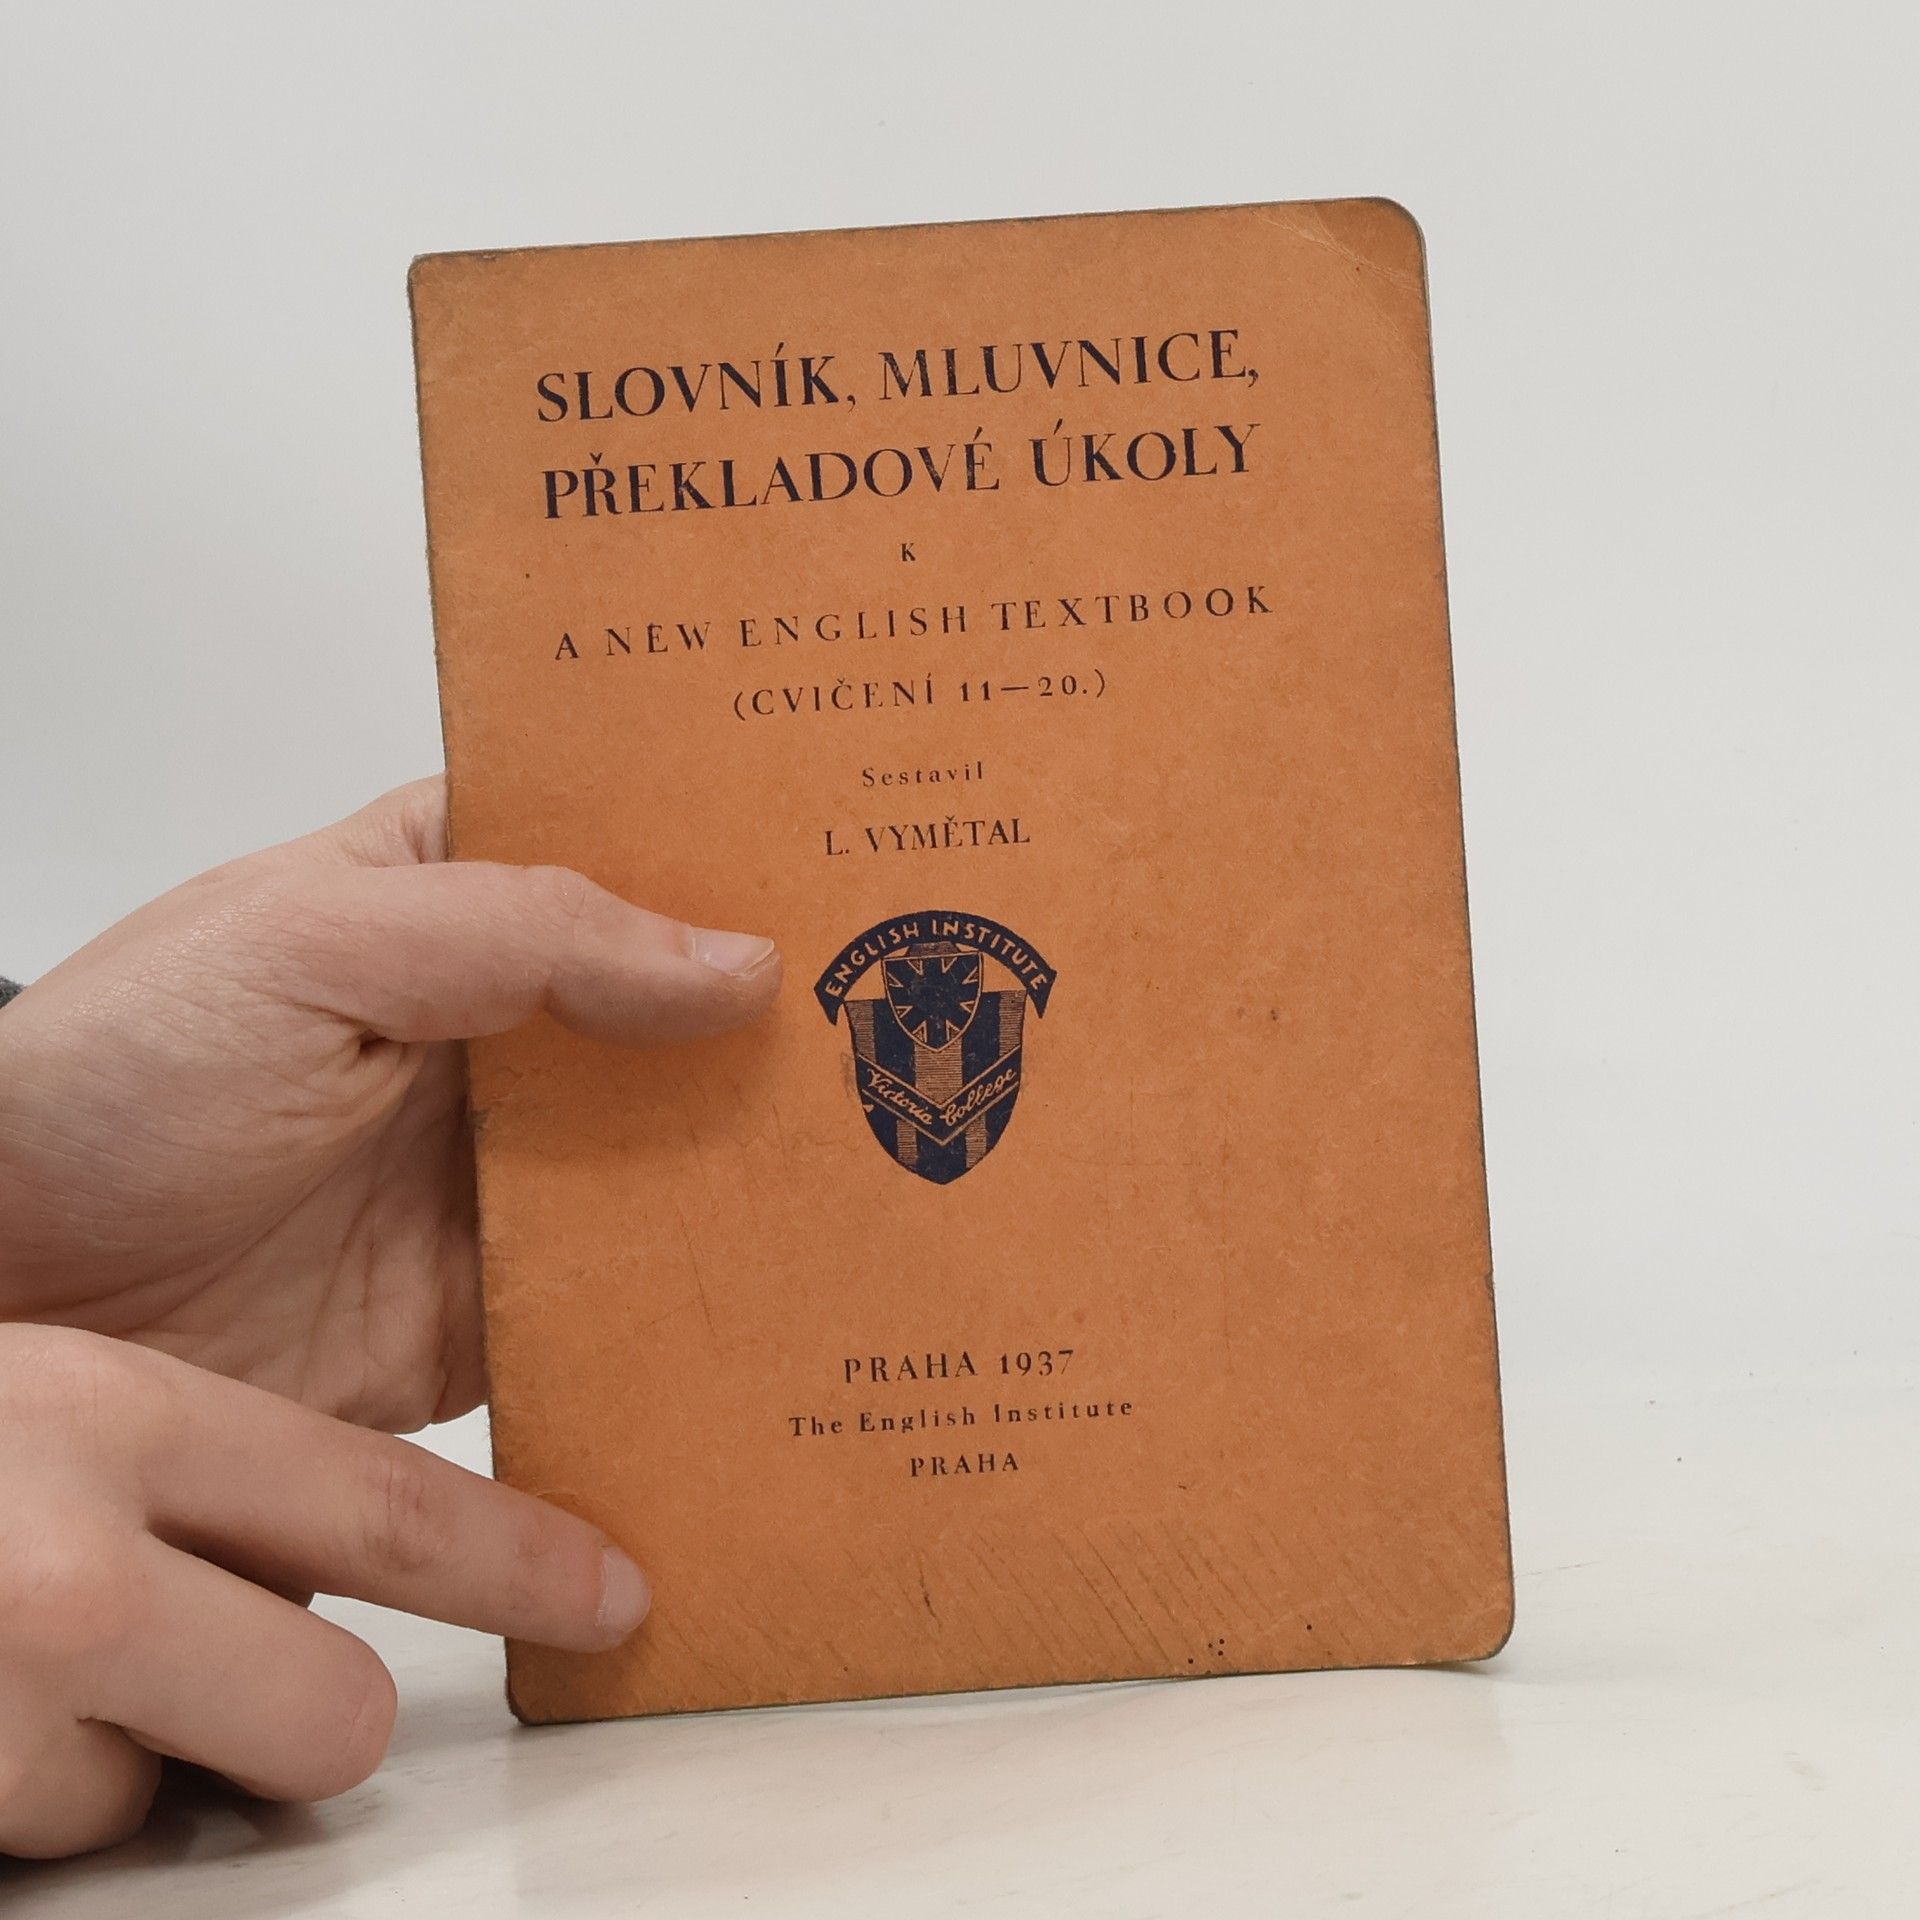 SLOVNÍK, MLUVNICE,
PŘEKLADOVÉ ÚKOLY
K
A NEW ENGLISH TEXTBOOK
(CVIČENÍ 11—20.)
Sestavil
L. VYMĚTAL
ENGLISH INSTITUTE
Victoria College
PRAHA 1937
The English Institute
PRAHA